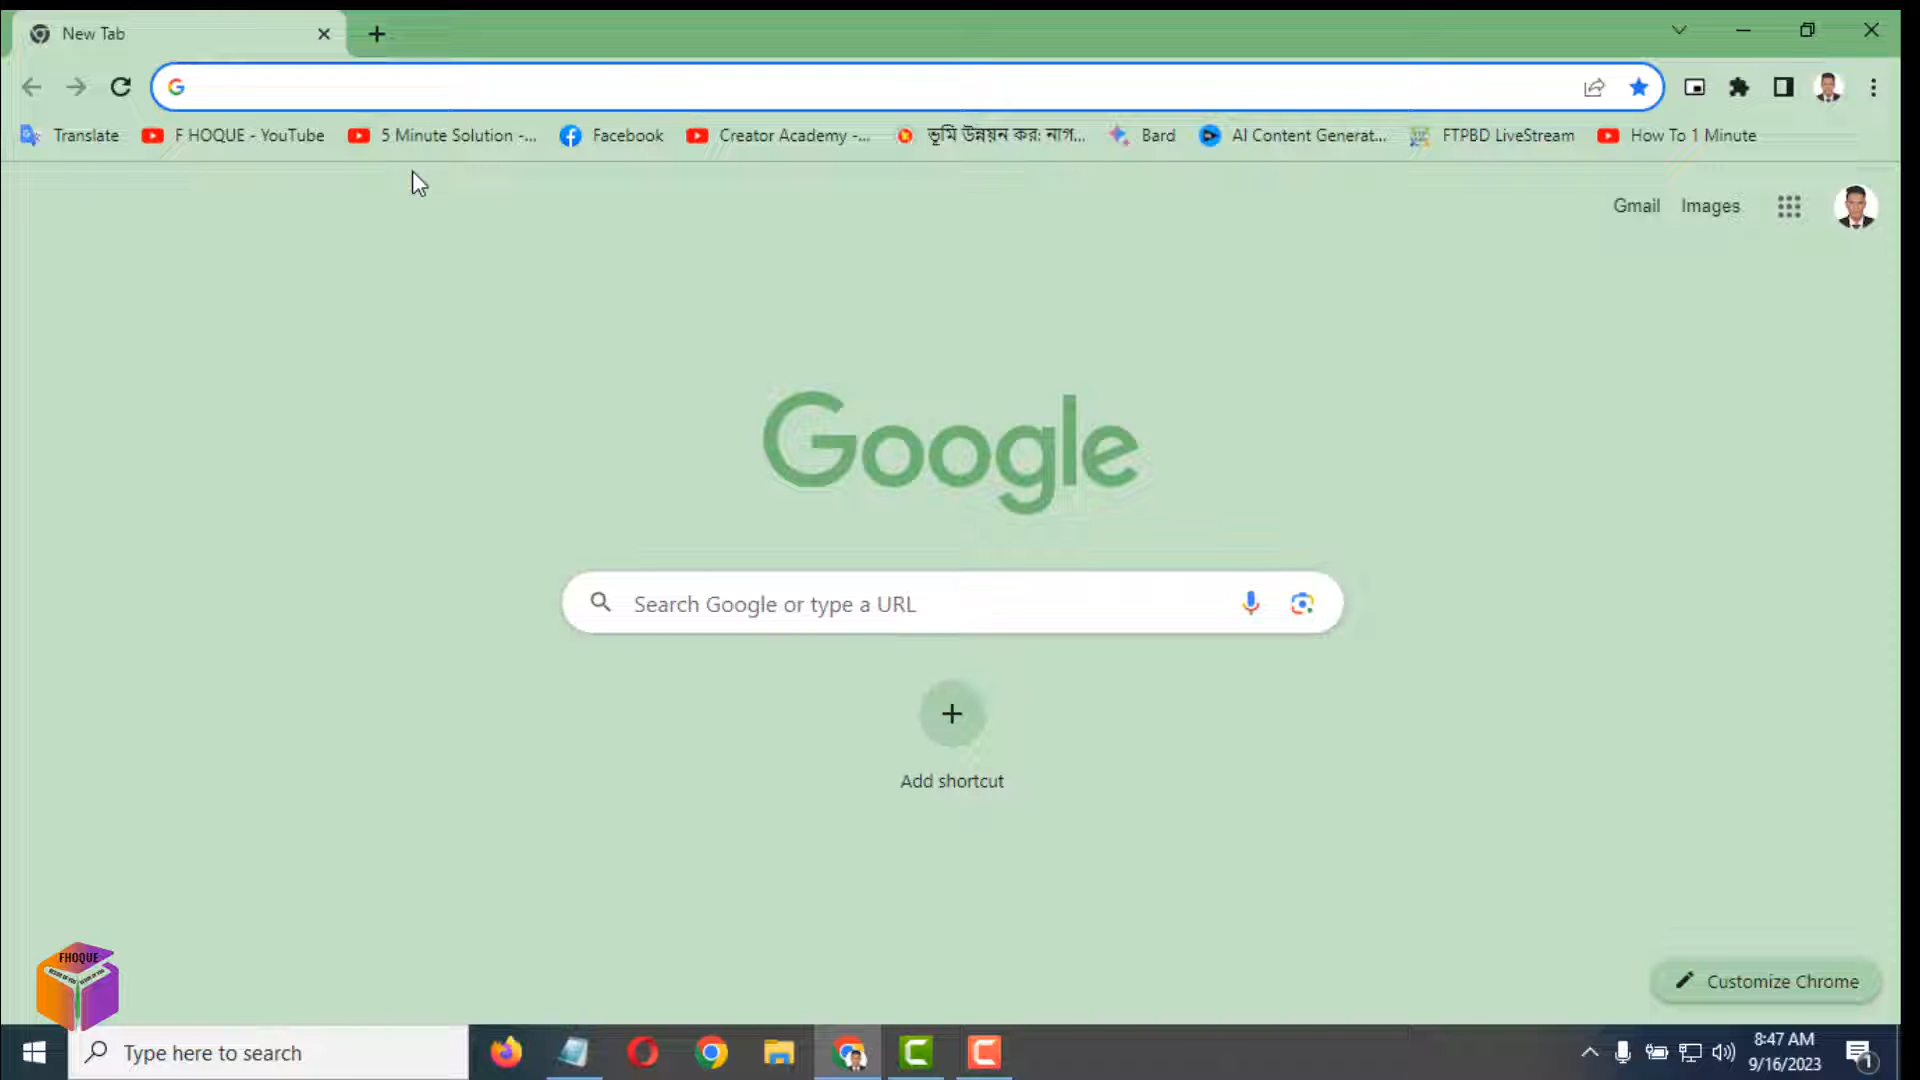 New Tab
Translate
F HOQUE - YouTube
5 Minute Solution -...
Facebook
Creator Academy -...
ভূমি উন্নয়ন কর: নাগ...
Bard
AI Content Generat...
FTPBD LiveStream
How To 1 Minute
Gmail
Images
Google
Search Google or type a URL
Add shortcut
FHOQUE
Customize Chrome
Type here to search
8:47 AM
9/16/2023
1